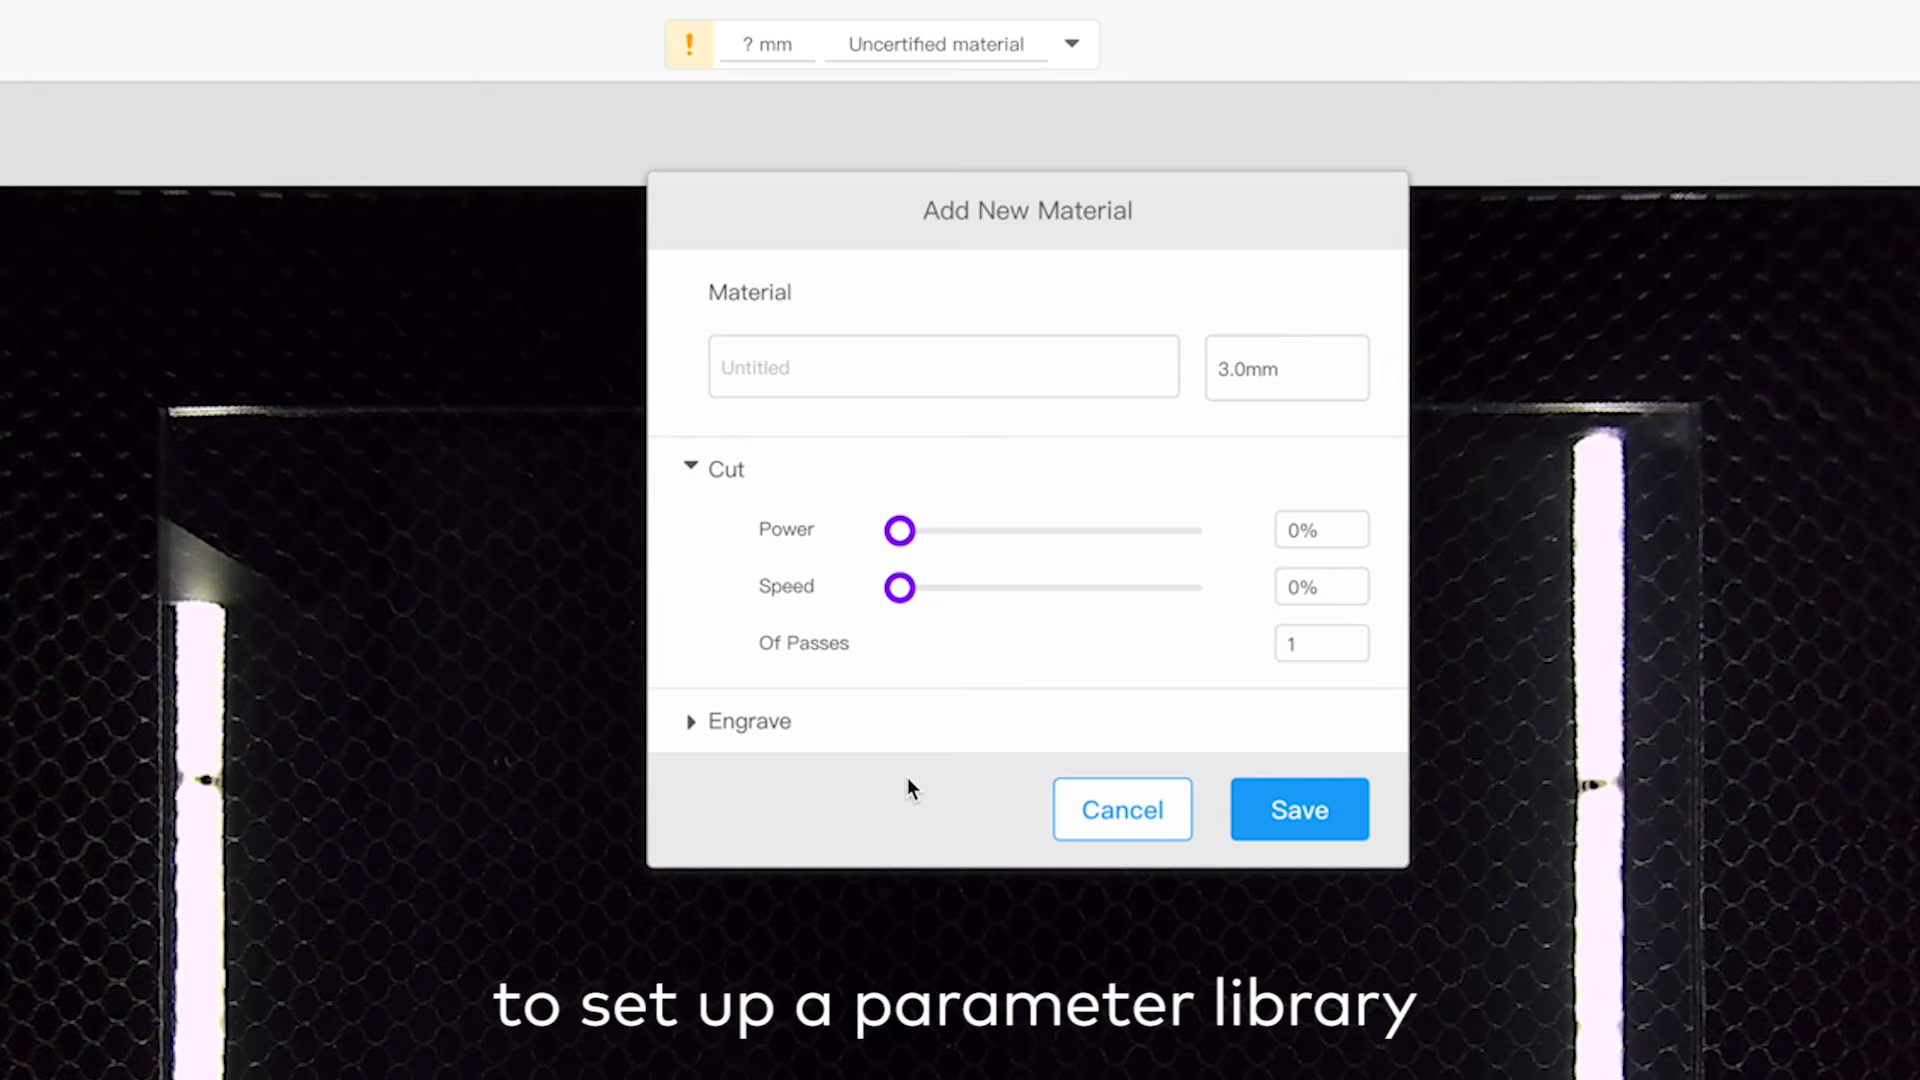 ! ? mm Uncertified material
Add New Material
Material
Untitled 3.0mm
Cut
Power 0%
Speed 0%
Of Passes 1
Engrave
Cancel Save
to set up a parameter library